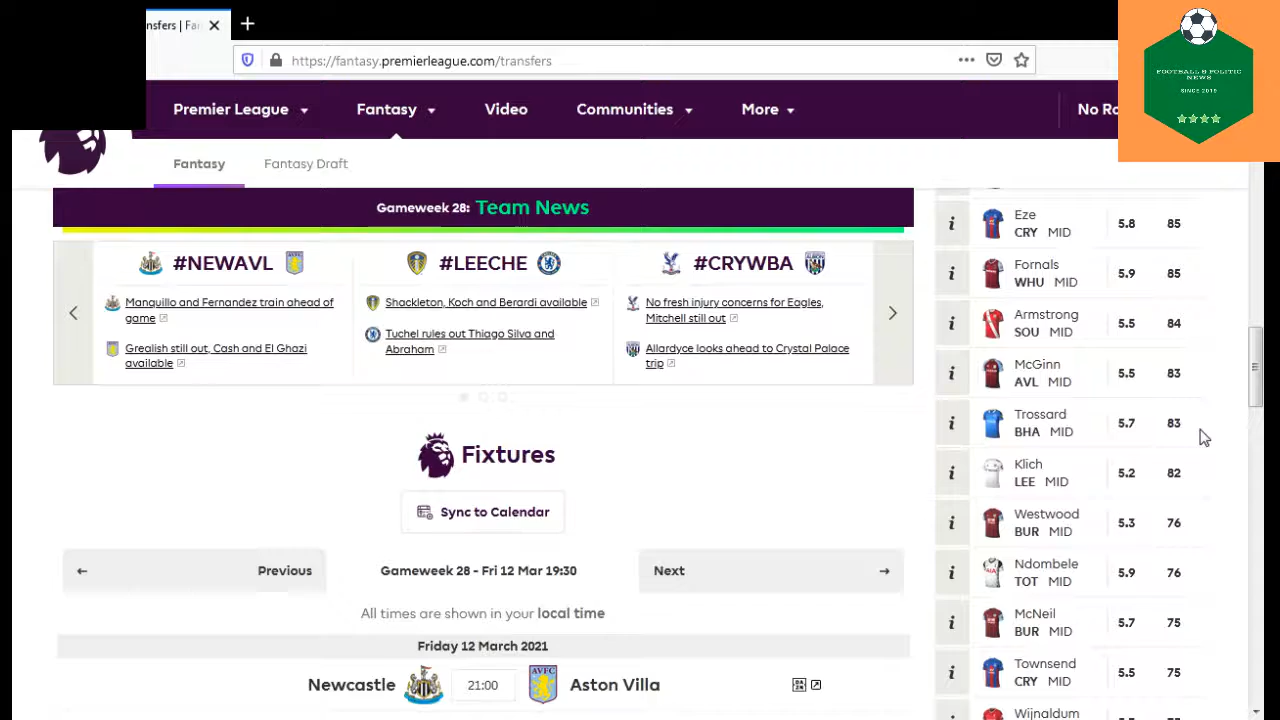 nsfers | Fa
https://fantasy.premierleague.com/transfers
FOOTBALL & POLITIC
NEWS
SINCE 2019
Premier League
Fantasy
Video
Communities
More
No Ro
Fantasy
Fantasy Draft
Gameweek 28: Team News
#NEWAVL
Manquillo and Fernandez train ahead of
game
Grealish still out, Cash and El Ghazi
available
#LEECHE
Shackleton, Koch and Berardi available
Tuchel rules out Thiago Silva and
Abraham
#CRYWBA
No fresh injury concerns for Eagles,
Mitchell still out
Allardyce looks ahead to Crystal Palace
trip
Fixtures
Sync to Calendar
Previous
Gameweek 28 - Fri 12 Mar 19:30
Next
All times are shown in your local time
Friday 12 March 2021
Newcastle 21:00 Aston Villa
Eze
CRY MID 5.8 85
Fornals
WHU MID 5.9 85
Armstrong
SOU MID 5.5 84
McGinn
AVL MID 5.5 83
Trossard
BHA MID 5.7 83
Klich
LEE MID 5.2 82
Westwood
BUR MID 5.3 76
Ndombele
TOT MID 5.9 76
McNeil
BUR MID 5.7 75
Townsend
CRY MID 5.5 75
Wijnaldum